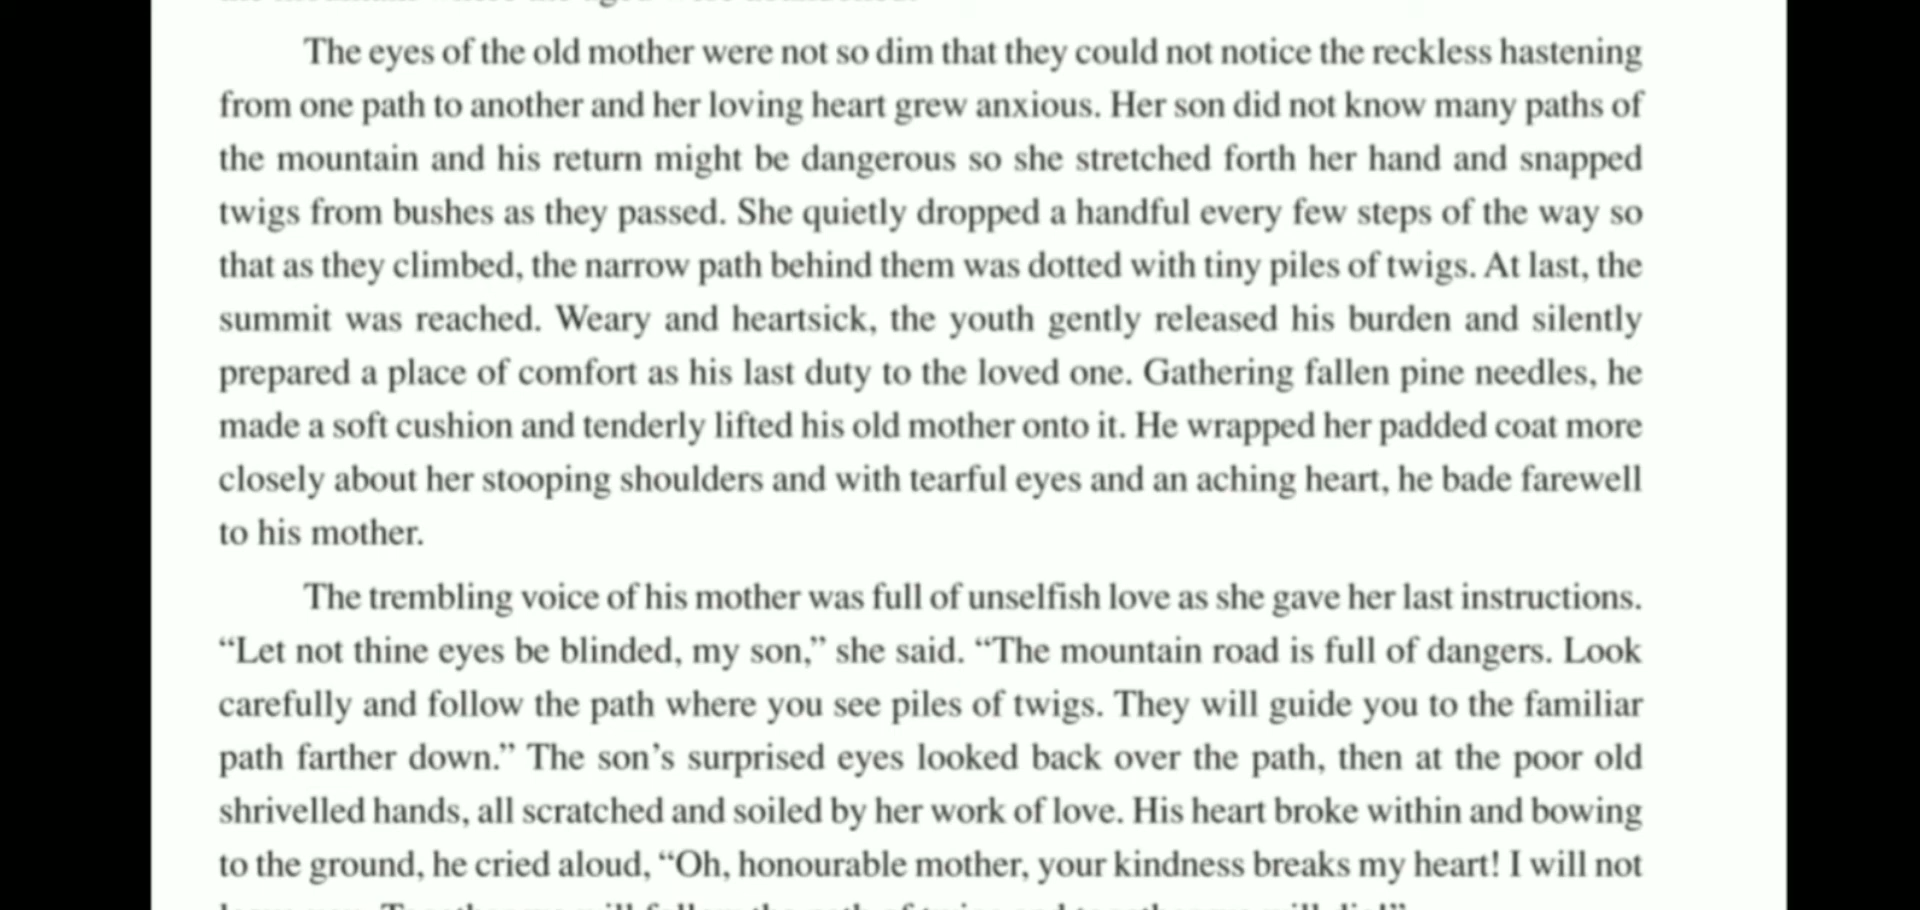 The eyes of the old mother were not so dim that they could not notice the reckless hastening
from one path to another and her loving heart grew anxious. Her son did not know many paths of
the mountain and his return might be dangerous so she stretched forth her hand and snapped
twigs from bushes as they passed. She quietly dropped a handful every few steps of the way so
that as they climbed, the narrow path behind them was dotted with tiny piles of twigs. At last, the
summit was reached. Weary and heartsick, the youth gently released his burden and silently
prepared a place of comfort as his last duty to the loved one. Gathering fallen pine needles, he
made a soft cushion and tenderly lifted his old mother onto it. He wrapped her padded coat more
closely about her stooping shoulders and with tearful eyes and an aching heart, he bade farewell
to his mother.
The trembling voice of his mother was full of unselfish love as she gave her last instructions.
“Let not thine eyes be blinded, my son,” she said. “The mountain road is full of dangers. Look
carefully and follow the path where you see piles of twigs. They will guide you to the familiar
path farther down.” The son’s surprised eyes looked back over the path, then at the poor old
shrivelled hands, all scratched and soiled by her work of love. His heart broke within and bowing
to the ground, he cried aloud, “Oh, honourable mother, your kindness breaks my heart! I will not